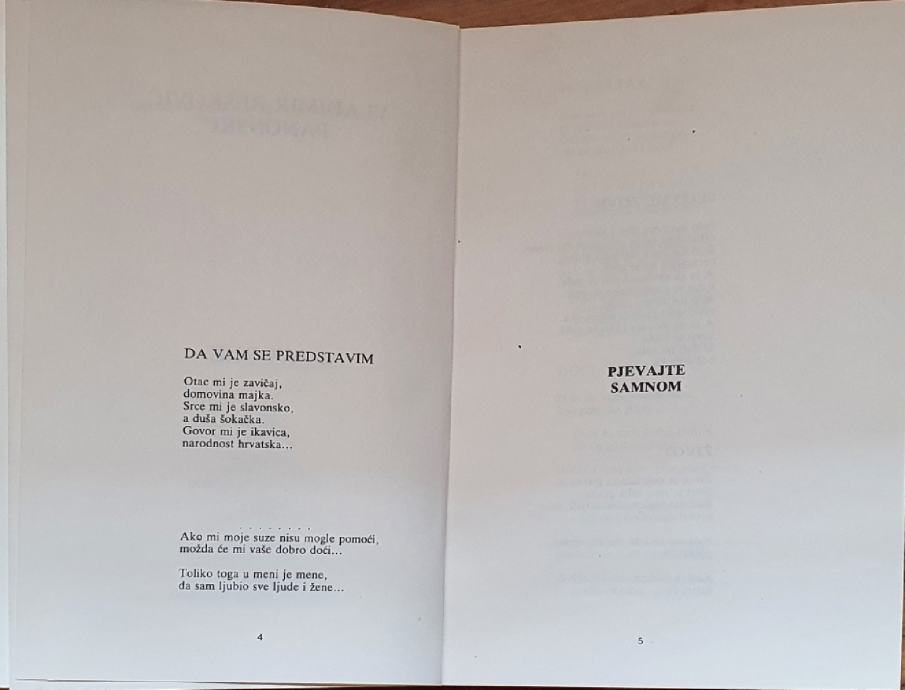 DA VAM SE PREDSTAVIM
Otac mi je zavičaj,
domovina majka.
Srce mi je slavonsko,
a duša šokačka.
Govor mi je ikavica,
narodnost hrvatska...
. . . . . . . .
Ako mi moje suze nisu mogle pomoći,
možda će mi vaše dobro doći...
Toliko toga u meni je mene,
da sam ljubio sve ljude i žene...
4
PJEVAJTE
SAMNOM
5